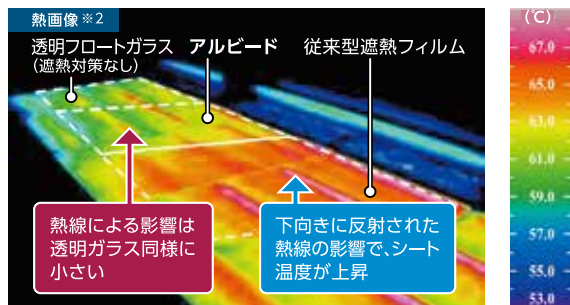 熱画像※2
透明フロートガラス
(遮熱対策なし)
アルビード
従来型遮熱フィルム
熱線による影響は
透明ガラス同様に
小さい
下向きに反射された
熱線の影響で、シート
温度が上昇
(℃)
67.0
65.0
63.0
61.0
59.0
57.0
55.0
53.0